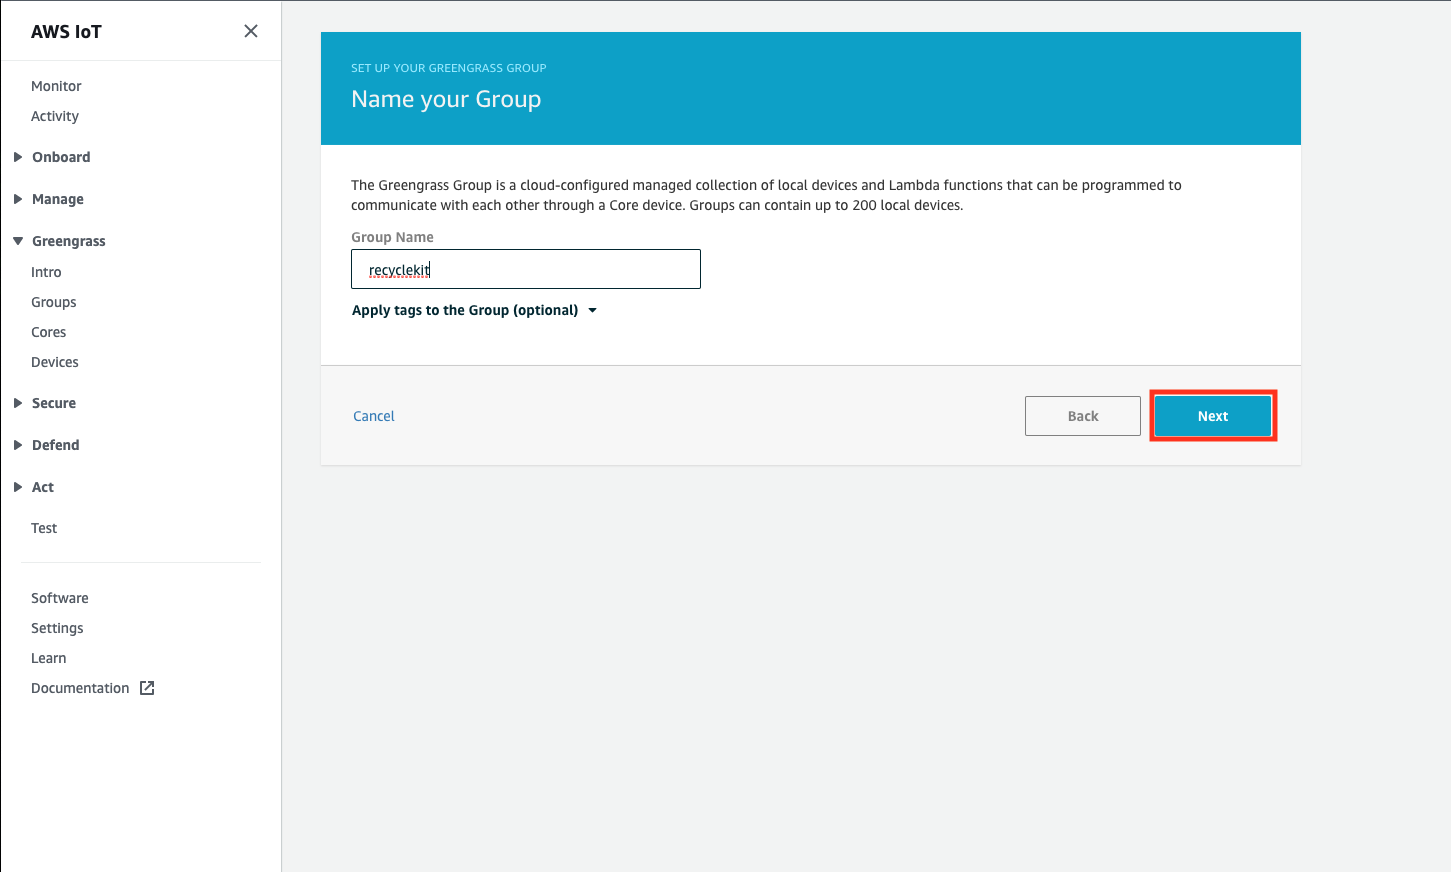 AWS IoT
Monitor
Activity
Onboard
Manage
Greengrass
Intro
Groups
Cores
Devices
Secure
Defend
Act
Test
Software
Settings
Learn
Documentation
SET UP YOUR GREENGRASS GROUP
Name your Group
The Greengrass Group is a cloud-configured managed collection of local devices and Lambda functions that can be programmed to
communicate with each other through a Core device. Groups can contain up to 200 local devices.
Group Name
recyclekit
Apply tags to the Group (optional)
Cancel
Back
Next